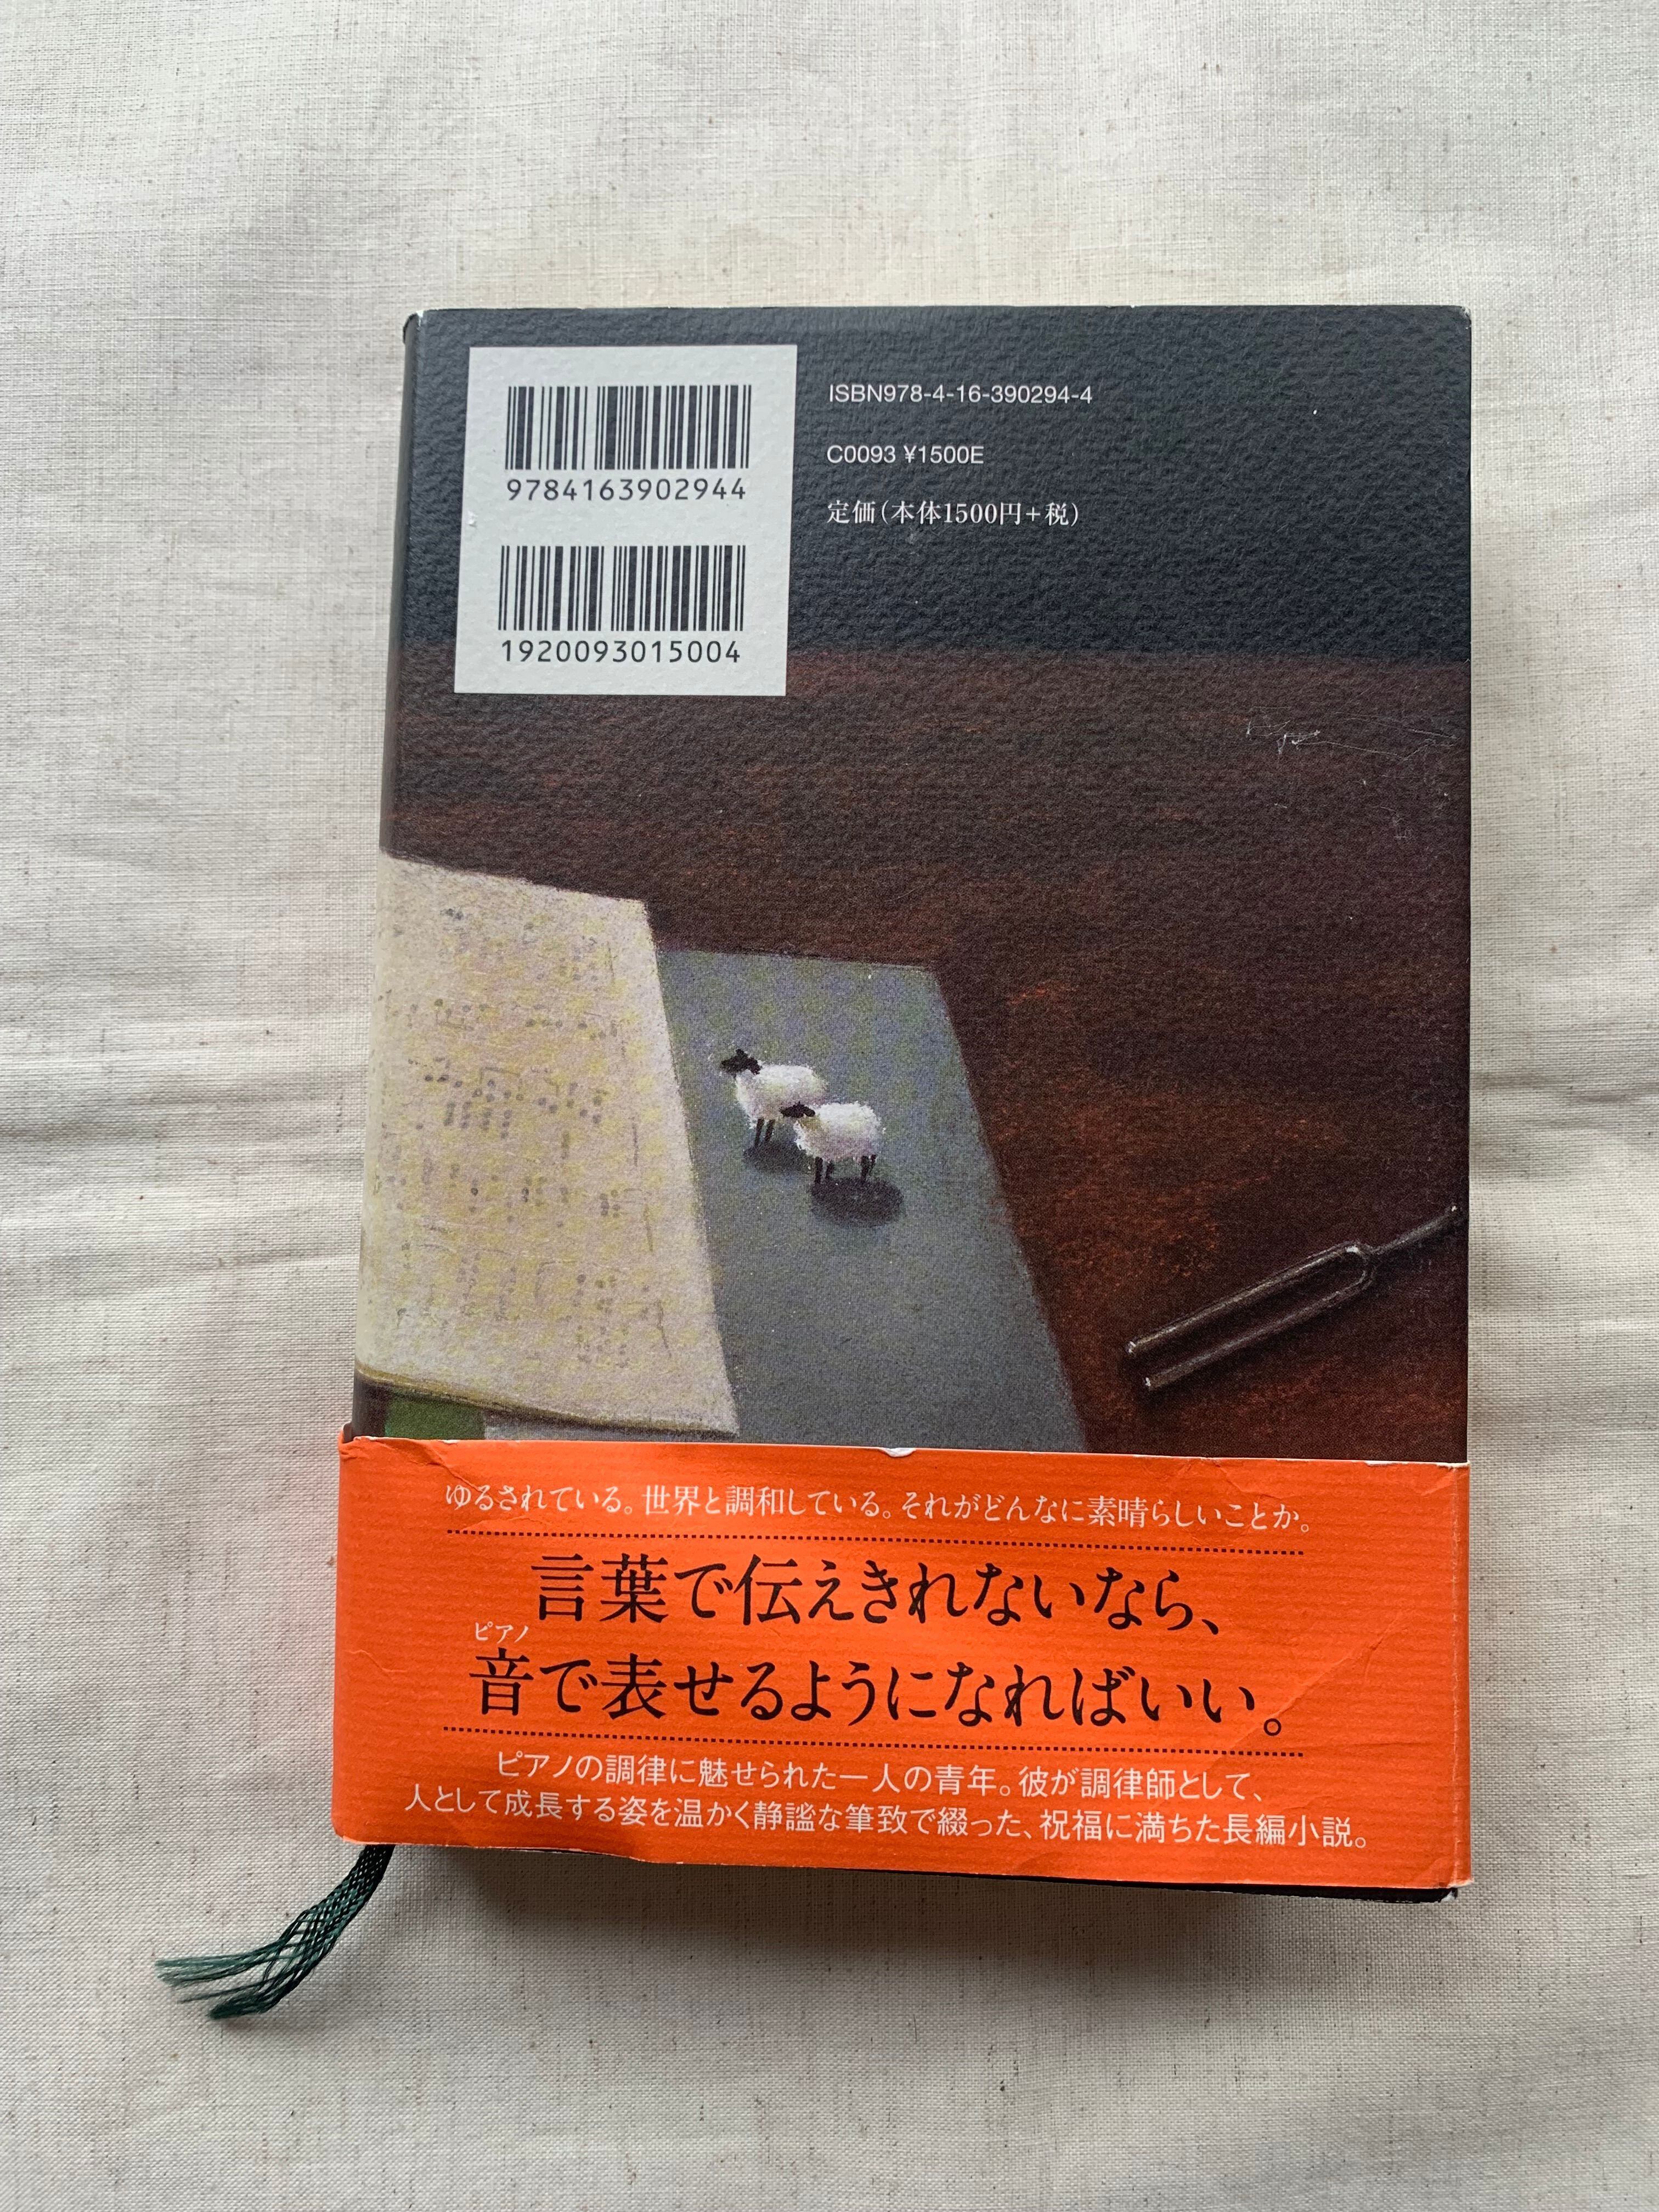 9784163902944
1920093015004
ISBN978-4-16-390294-4
C0093 ¥1500E
定価(本体1500円+税)
ゆるされている。世界と調和している。それがどんなに素晴らしいことか。
言葉で伝えきれないなら、
ピアノ
音で表せるようになればいい。
ピアノの調律に魅せられた一人の青年。彼が調律師として、
人として成長する姿を温かく静謐な筆致で綴った、祝福に満ちた長編小説。